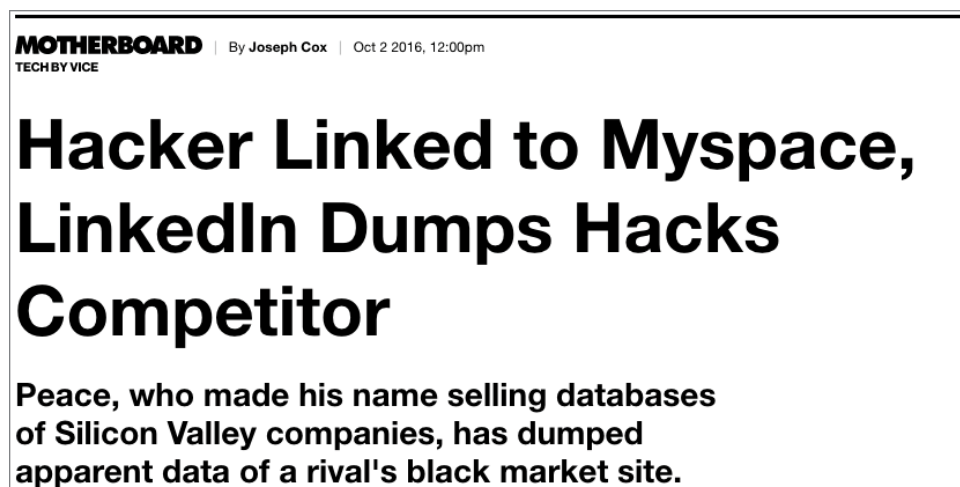 MOTHERBOARD | By Joseph Cox | Oct 2 2016, 12:00pm
TECH BY VICE
Hacker Linked to Myspace,
LinkedIn Dumps Hacks
Competitor
Peace, who made his name selling databases
of Silicon Valley companies, has dumped
apparent data of a rival's black market site.